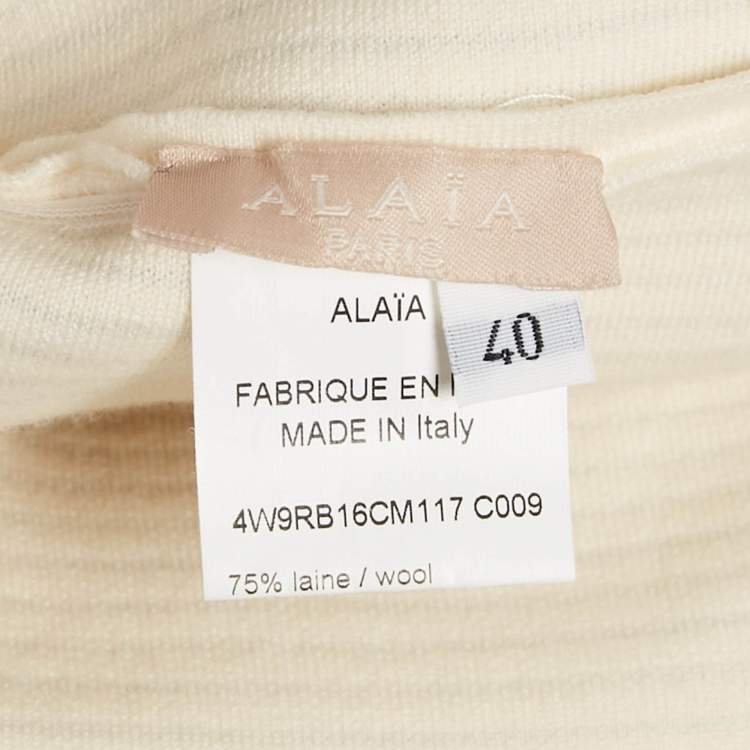 ALAÏA
PARIS
ALAÏA
40
FABRIQUE EN
MADE IN Italy
4W9RB16CM117 C009
75% laine / wool